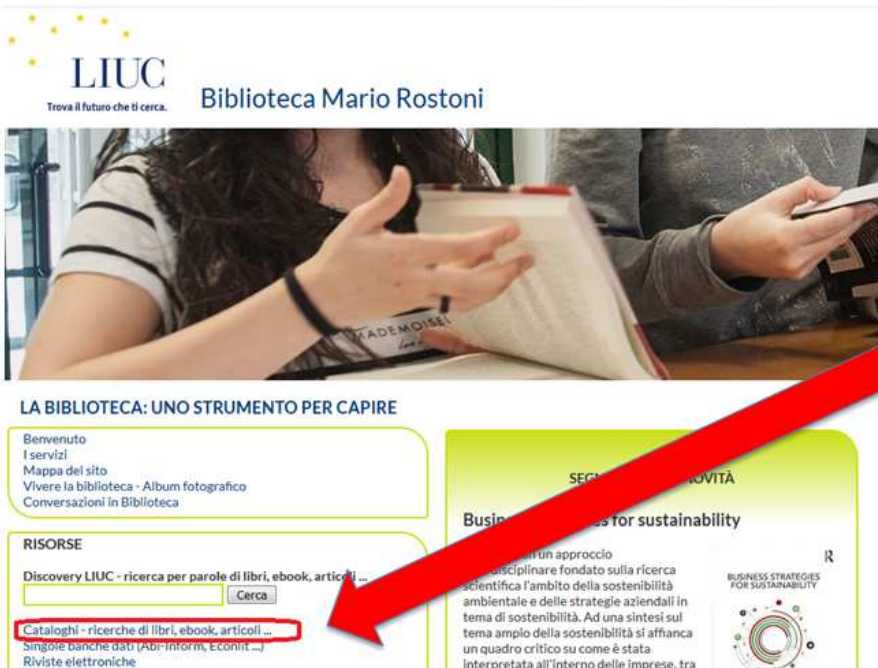 LIUC
Trova il futuro che ti cerca.
Biblioteca Mario Rostoni
MADEMOISEL
LA BIBLIOTECA: UNO STRUMENTO PER CAPIRE
Benvenuto
I servizi
Mappa del sito
Vivere la biblioteca - Album fotografico
Conversazioni in Biblioteca
RISORSE
Discovery LIUC - ricerca per parole di libri, ebook, articoli ...
Cerca
Cataloghi - ricerche di libri, ebook, articoli ...
Singole banche dati (Abi-Inform, Econlit ...)
Riviste elettroniche
for sustainability
un approccio
disciplinare fondato sulla ricerca
scientifica l'ambito della sostenibilità
ambientale e delle strategie aziendali in
tema di sostenibilità. Ad una sintesi sul
tema ampio della sostenibilità si affianca
un quadro critico su come è stata
interpretata all'interno delle imprese, tra
R
BUSINESS STRATEGIES
FOR SUSTAINABILITY